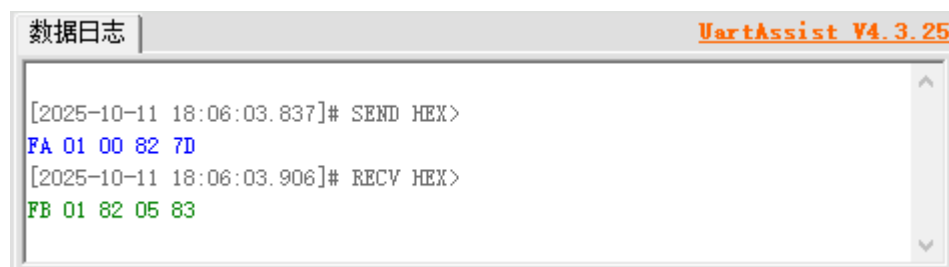 数据日志 UartAssist V4.3.25
[2025-10-11 18:06:03.837]# SEND HEX>
FA 01 00 82 7D
[2025-10-11 18:06:03.906]# RECV HEX>
FB 01 82 05 83